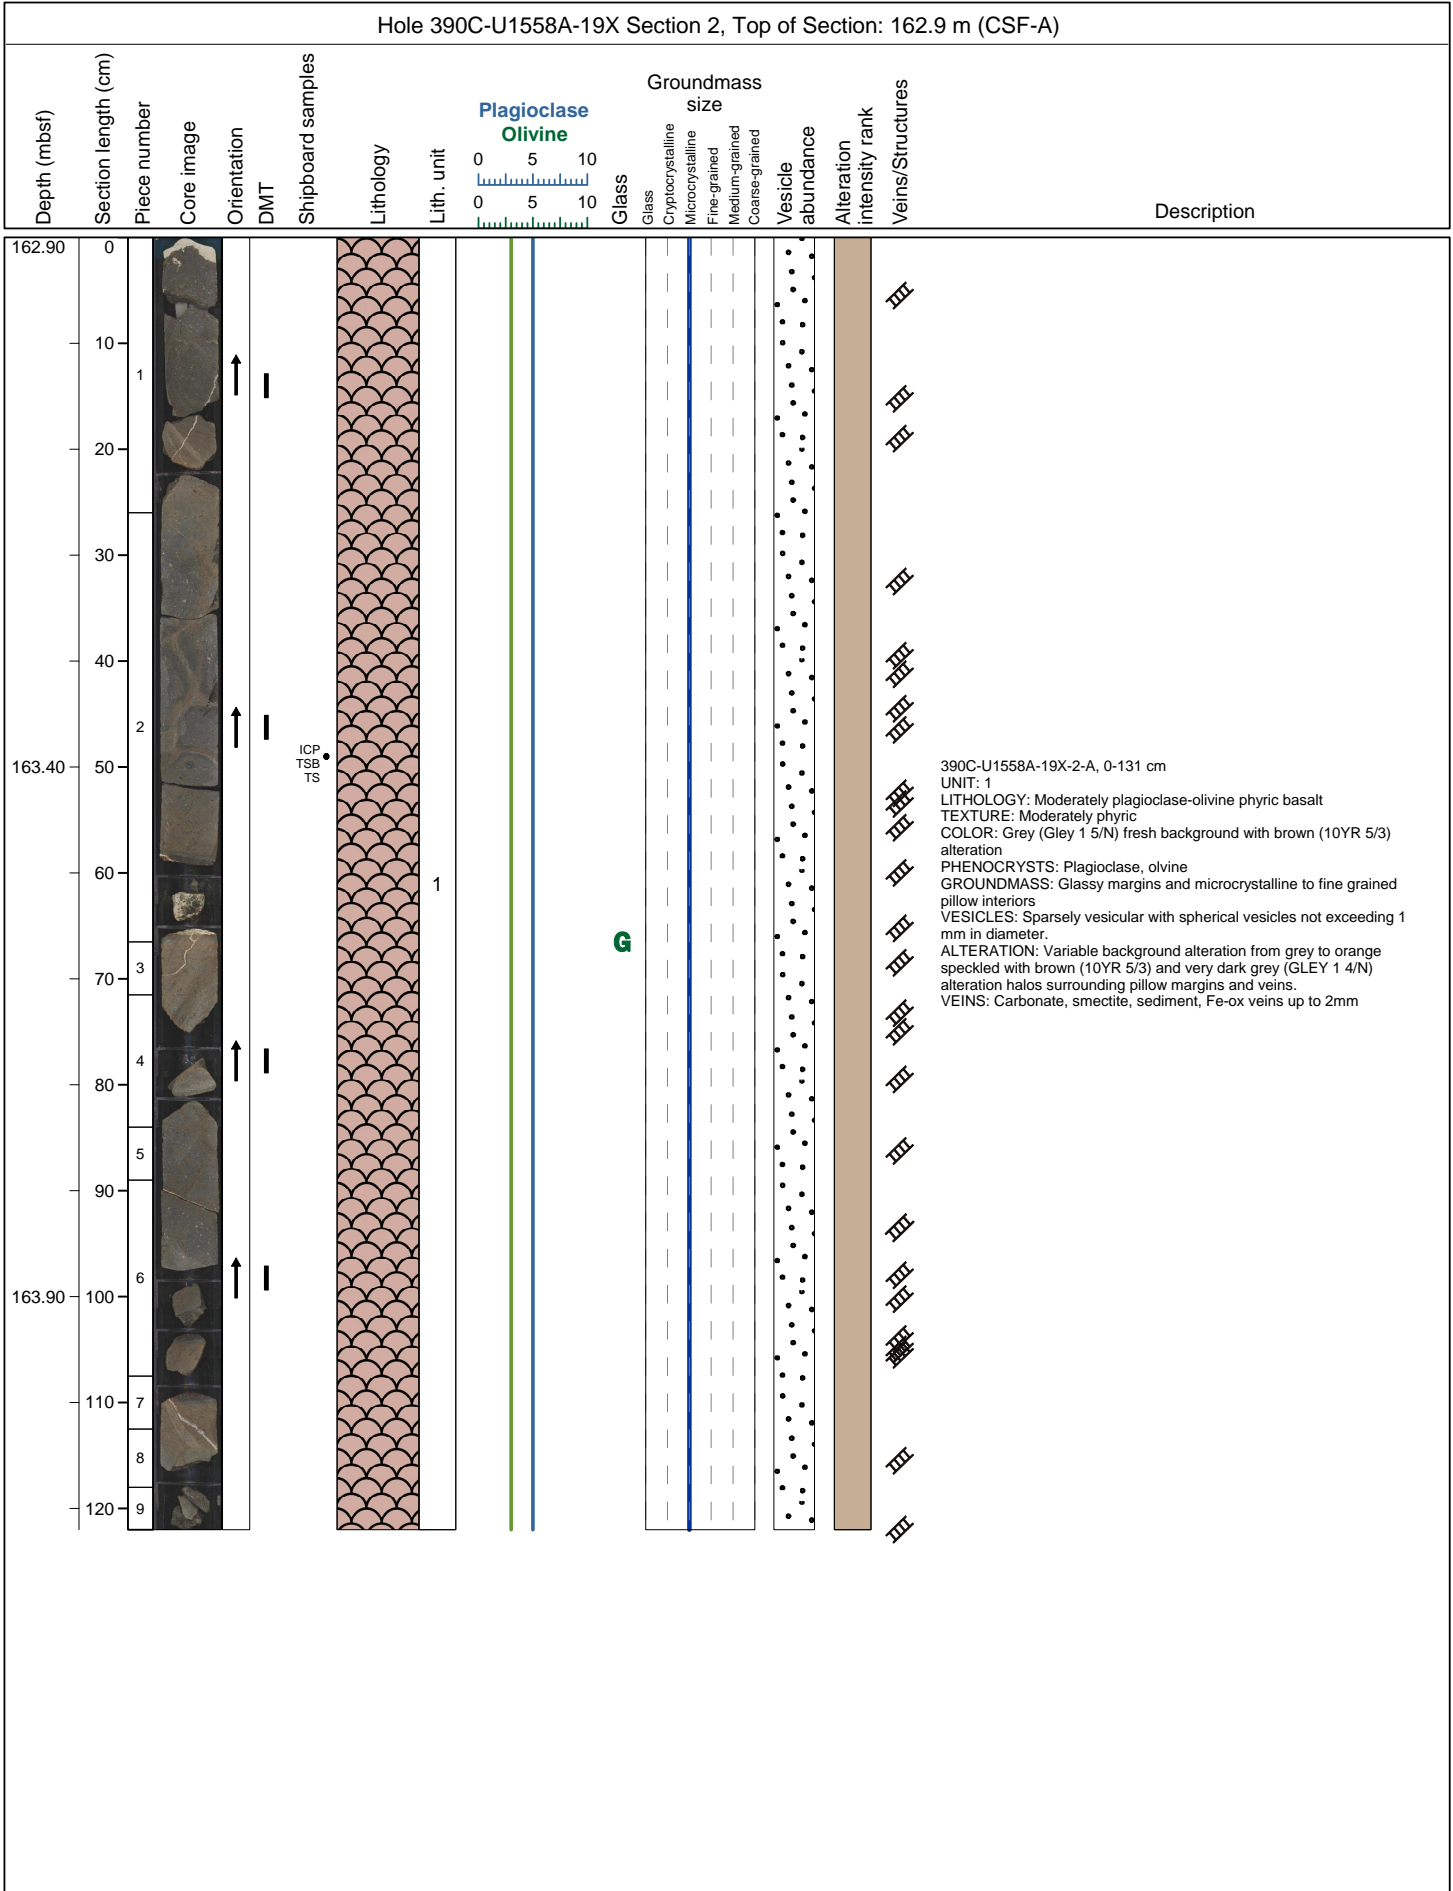 Hole 390C-U1558A-19X Section 2, Top of Section: 162.9 m (CSF-A)
Depth (mbsf)
Section length (cm)
Piece number
Core image
Orientation
DMT
Shipboard samples
Lithology
Lith. unit
Plagioclase
Olivine
0 5 10
0 5 10
Glass
Groundmass
size
Glass
Cryptocrystalline
Microcrystalline
Fine-grained
Medium-grained
Coarse-grained
Vesicle
abundance
Alteration
intensity rank
Veins/Structures
Description
162.90
163.40
163.90
0
10
20
30
40
50
60
70
80
90
100
110
120
1
2
3
4
5
6
7
8
9
ICP
TSB
TS
1
G
390C-U1558A-19X-2-A, 0-131 cm
UNIT: 1
LITHOLOGY: Moderately plagioclase-olivine phyric basalt
TEXTURE: Moderately phyric
COLOR: Grey (Gley 1 5/N) fresh background with brown (10YR 5/3)
alteration
PHENOCRYSTS: Plagioclase, olvine
GROUNDMASS: Glassy margins and microcrystalline to fine grained
pillow interiors
VESICLES: Sparsely vesicular with spherical vesicles not exceeding 1
mm in diameter.
ALTERATION: Variable background alteration from grey to orange
speckled with brown (10YR 5/3) and very dark grey (GLEY 1 4/N)
alteration halos surrounding pillow margins and veins.
VEINS: Carbonate, smectite, sediment, Fe-ox veins up to 2mm